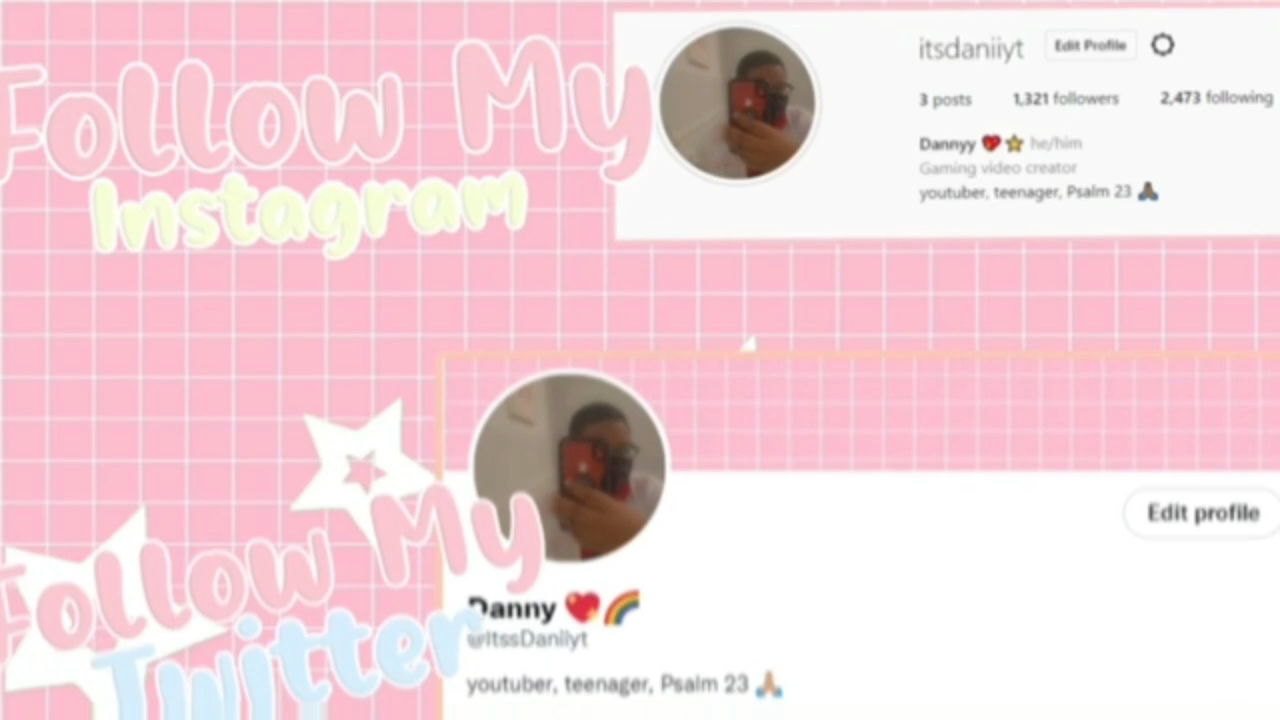 Follow My
Instagram
itsdaniiyt Edit Profile
3 posts 1,321 followers 2,473 following
Dannyy ❤️⭐ he/him
Gaming video creator
youtuber, teenager, Psalm 23 🙏🏾
Follow My
Twitter
Edit profile
Danny 💖🌈
@ItssDaniiyt
youtuber, teenager, Psalm 23 🙏🏽